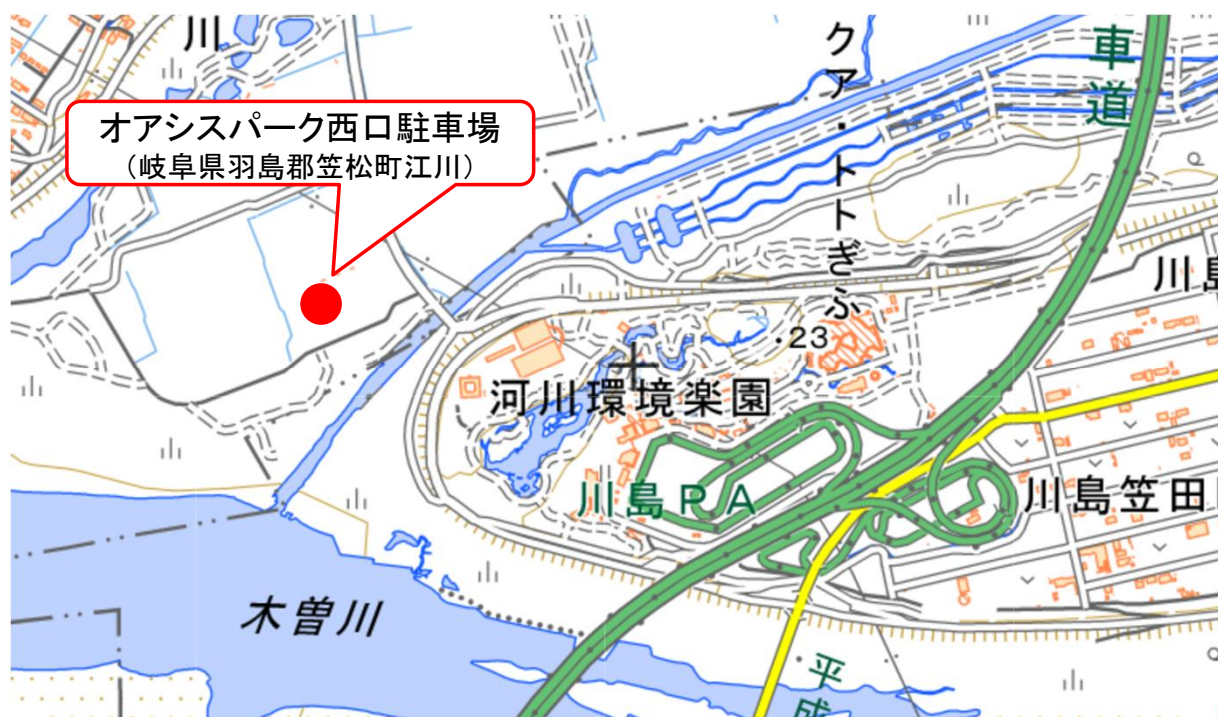 川
オアシスパーク西口駐車場
（岐阜県羽島郡笠松町江川）
クア・トトぎふ
車道
川島
・23
河川環境楽園
川島PA
川島笠田
木曽川
平成